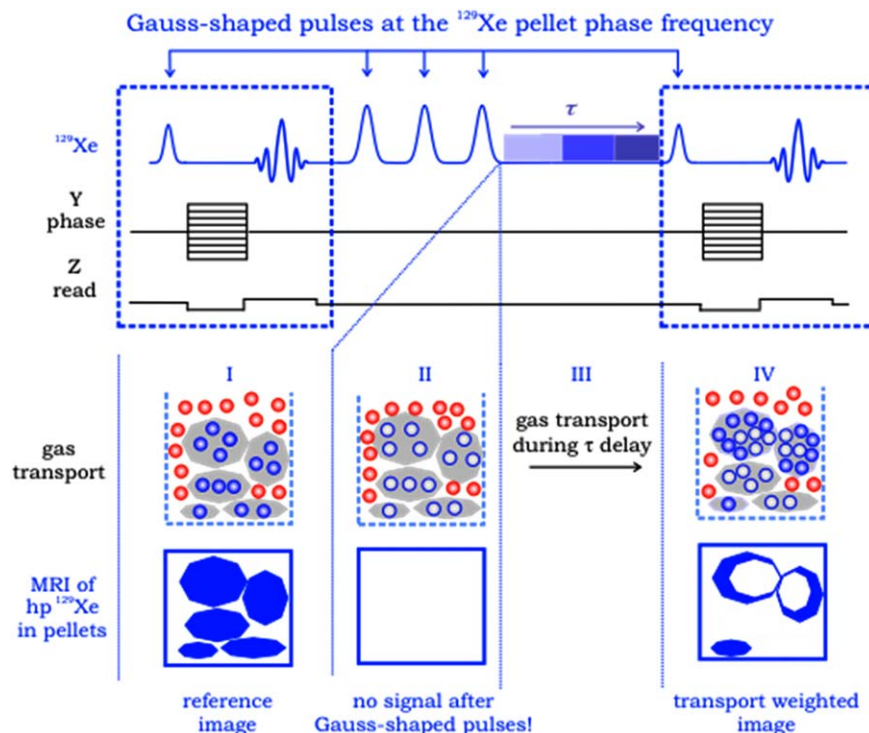 Gauss-shaped pulses at the ¹²⁹Xe pellet phase frequency
τ
¹²⁹Xe
Y
phase
Z
read
I
II
III
IV
gas
transport
gas transport
during τ delay
MRI of
hp ¹²⁹Xe
in pellets
reference
image
no signal after
Gauss-shaped pulses!
transport weighted
image